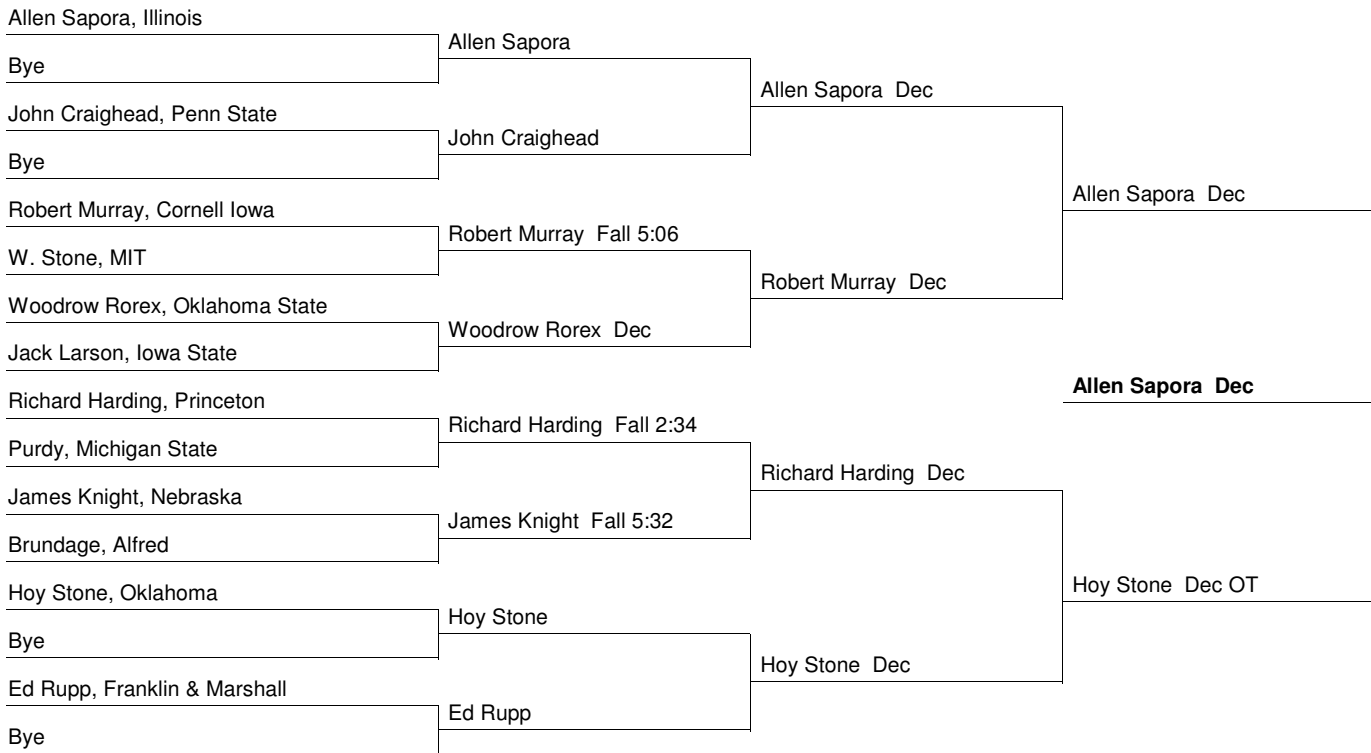 Allen Sapora, Illinois
Bye
John Craighead, Penn State
Bye
Robert Murray, Cornell Iowa
W. Stone, MIT
Woodrow Rorex, Oklahoma State
Jack Larson, Iowa State
Richard Harding, Princeton
Purdy, Michigan State
James Knight, Nebraska
Brundage, Alfred
Hoy Stone, Oklahoma
Bye
Ed Rupp, Franklin & Marshall
Bye
Allen Sapora
John Craighead
Robert Murray Fall 5:06
Woodrow Rorex Dec
Richard Harding Fall 2:34
James Knight Fall 5:32
Hoy Stone
Ed Rupp
Allen Sapora Dec
Robert Murray Dec
Richard Harding Dec
Hoy Stone Dec
Allen Sapora Dec
Allen Sapora Dec
Hoy Stone Dec OT